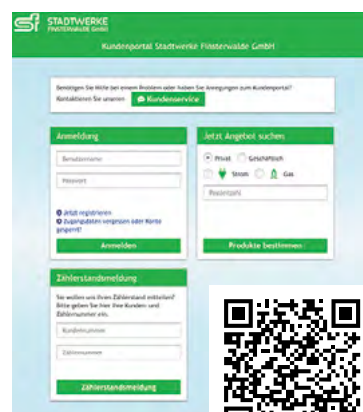 STADTWERKE
FINSTERWALDE GmbH
Kundenportal Stadtwerke Finsterwalde GmbH
Benötigen Sie Hilfe bei einem Problem oder haben Sie Anregungen zum Kundenportal?
Kontaktieren Sie unseren Kundenservice
Anmeldung
Benutzername
Passwort
Jetzt registrieren
Zugangsdaten vergessen oder Konto
gesperrt?
Anmelden
Jetzt Angebot suchen
Privat Geschäftlich
Strom Gas
Postleitzahl
Produkte bestimmen
Zählerstandsmeldung
Sie wollen uns Ihren Zählerstand mitteilen?
Bitte geben Sie hier Ihre Kunden- und
Zählernummer ein.
Kundennummer
Zählernummer
Zählerstandsmeldung